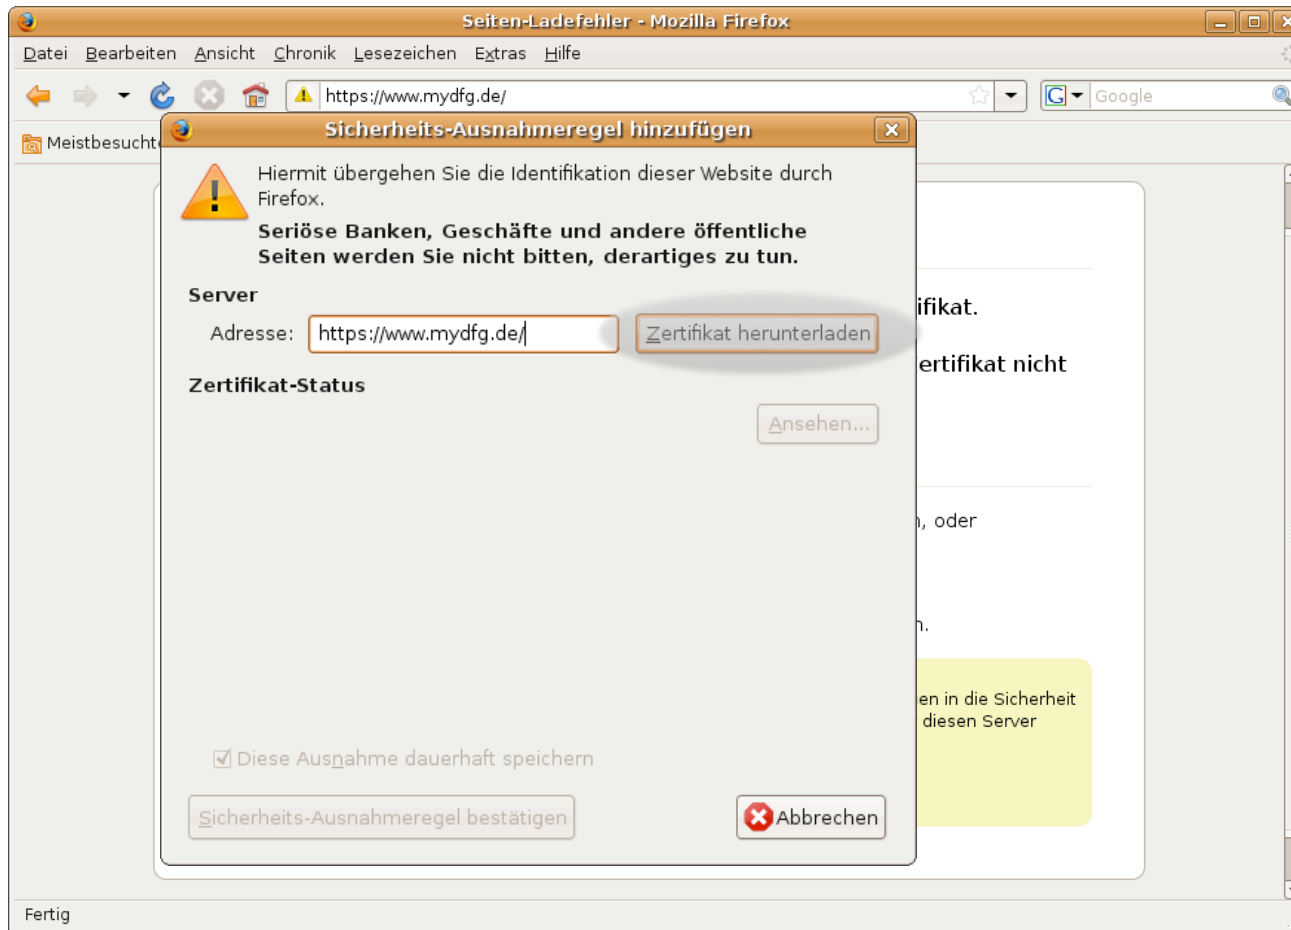 Seiten-Ladefehler - Mozilla Firefox
Datei Bearbeiten Ansicht Chronik Lesezeichen Extras Hilfe
https://www.mydfg.de/
G
Google
Meistbesucht
Sicherheits-Ausnahmeregel hinzufügen
Hiermit übergehen Sie die Identifikation dieser Website durch
Firefox.
Seriöse Banken, Geschäfte und andere öffentliche
Seiten werden Sie nicht bitten, derartiges zu tun.
Server
Adresse: https://www.mydfg.de/ Zertifikat herunterladen
ifikat.
ertifikat nicht
Zertifikat-Status
Ansehen...
, oder
n.
en in die Sicherheit
diesen Server
Diese Ausnahme dauerhaft speichern
Sicherheits-Ausnahmeregel bestätigen
Abbrechen
Fertig